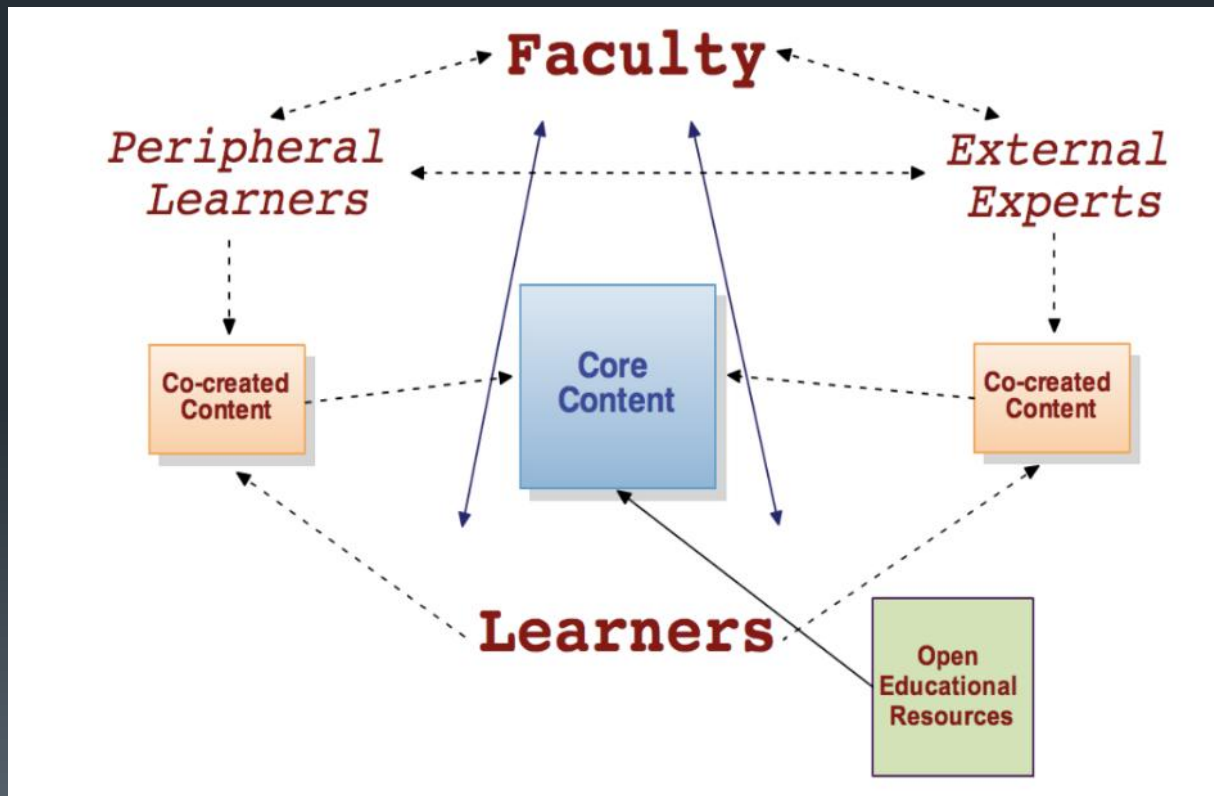 Faculty
Peripheral
Learners
External
Experts
Co-created
Content
Core
Content
Co-created
Content
Learners
Open
Educational
Resources